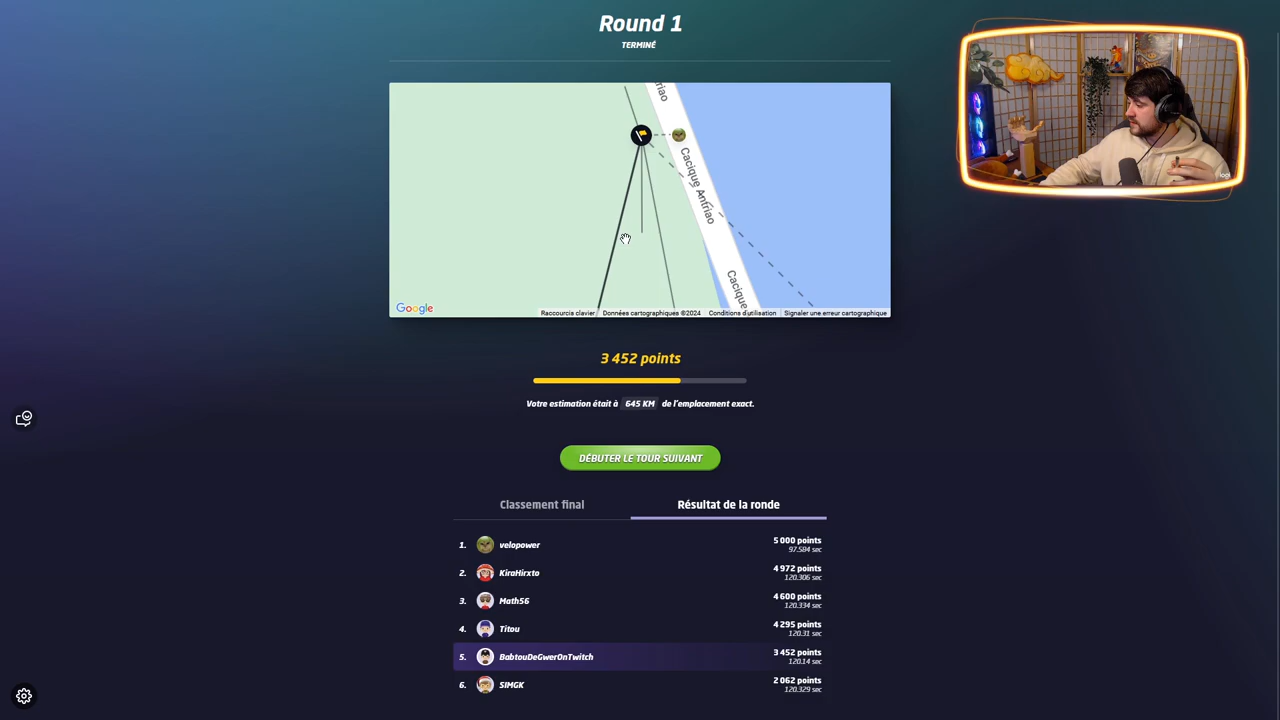 Round 1
TERMINÉ
riao
Cacique Antriao
Cacique
Google
Raccourcis clavier
Données cartographiques ©2024
Conditions d'utilisation
Signaler une erreur cartographique
3 452 points
Votre estimation était à 645 KM de l'emplacement exact.
DÉBUTER LE TOUR SUIVANT
Classement final
Résultat de la ronde
1. velopower 5 000 points
97.584 sec
2. KiraHirxto 4 972 points
120.306 sec
3. Math56 4 600 points
120.334 sec
4. Titou 4 295 points
120.31 sec
5. BabtouDeGwerOnTwitch 3 452 points
120.14 sec
6. SIMGK 2 062 points
120.329 sec